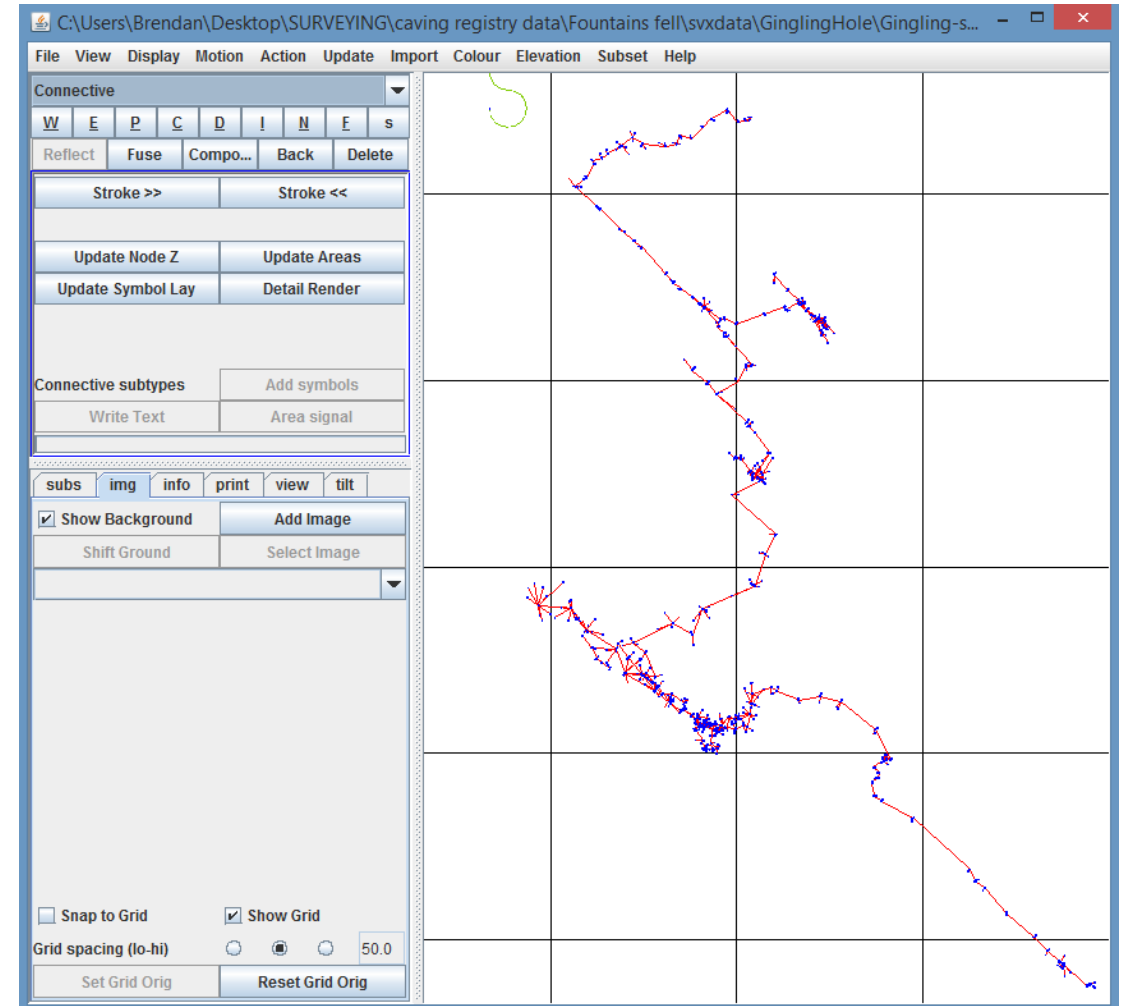 C:\Users\Brendan\Desktop\SURVEYING\caving registry data\Fountains fell\svxdata\GinglingHole\Gingling-s...
File View Display Motion Action Update Import Colour Elevation Subset Help
Connective
W E P C D I N F s
Reflect Fuse Compo... Back Delete
Stroke >> Stroke <<
Update Node Z Update Areas
Update Symbol Lay Detail Render
Connective subtypes Add symbols
Write Text Area signal
subs img info print view tilt
Show Background Add Image
Shift Ground Select Image
Snap to Grid Show Grid
Grid spacing (lo-hi) 50.0
Set Grid Orig Reset Grid Orig